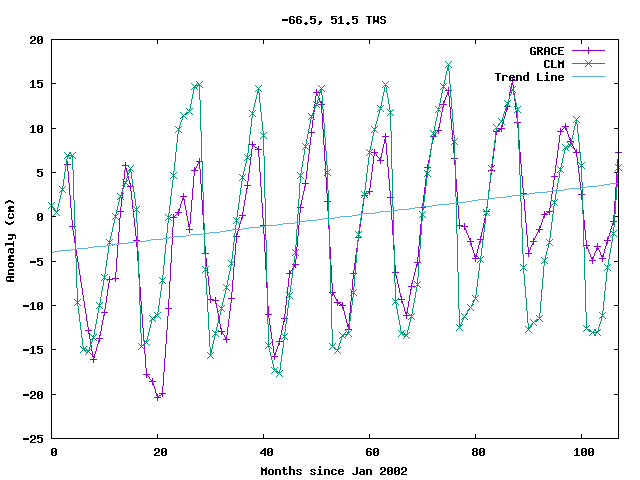 -66.5, 51.5 TWS
GRACE
CLM
Trend Line
20
15
10
5
0
-5
-10
-15
-20
-25
Anomaly (cm)
0 20 40 60 80 100
Months since Jan 2002